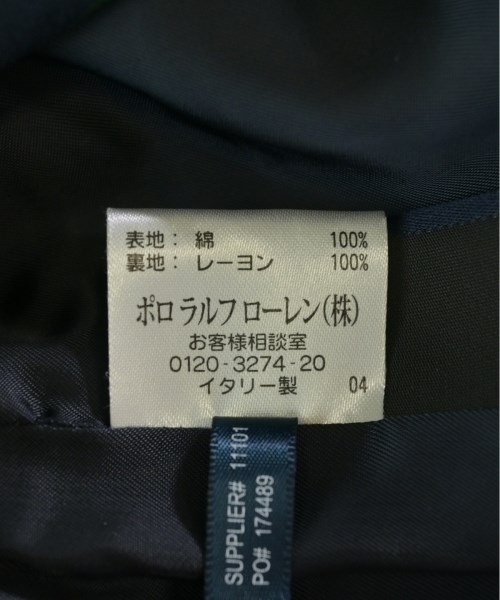 表地： 綿 100%
裏地： レーヨン 100%
ポロ ラルフ ローレン(株)
お客様相談室
0120-3274-20
イタリー製 04
SUPPLIER# 11101
PO# 174489